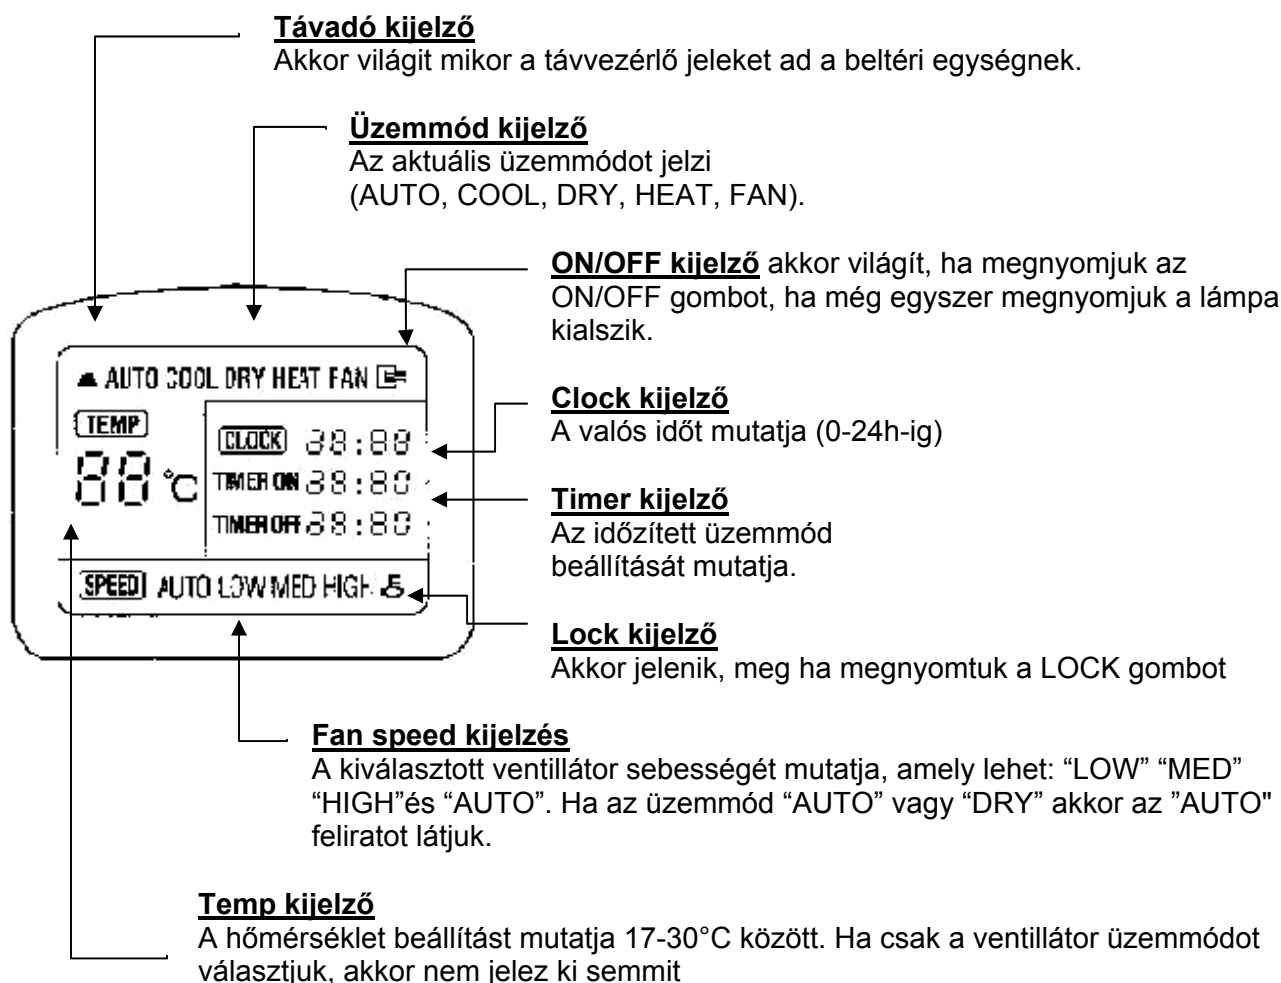 Távadó kijelző
Akkor világit mikor a távvezérlő jeleket ad a beltéri egységnek.
Üzemmód kijelző
Az aktuális üzemmódot jelzi
(AUTO, COOL, DRY, HEAT, FAN).
ON/OFF kijelző akkor világít, ha megnyomjuk az
ON/OFF gombot, ha még egyszer megnyomjuk a lámpa
kialszik.
AUTO COOL DRY HEAT FAN
TEMP
88 °C
CLOCK 88:88
TIMER ON 88:88
TIMER OFF 88:88
SPEED AUTO LOW MED HIGH
Clock kijelző
A valós időt mutatja (0-24h-ig)
Timer kijelző
Az időzített üzemmód
beállítását mutatja.
Lock kijelző
Akkor jelenik, meg ha megnyomtuk a LOCK gombot
Fan speed kijelzés
A kiválasztott ventillátor sebességét mutatja, amely lehet: “LOW” “MED”
“HIGH”és “AUTO”. Ha az üzemmód “AUTO” vagy “DRY” akkor az ”AUTO"
feliratot látjuk.
Temp kijelző
A hőmérséklet beállítást mutatja 17-30°C között. Ha csak a ventillátor üzemmódot
választjuk, akkor nem jelez ki semmit